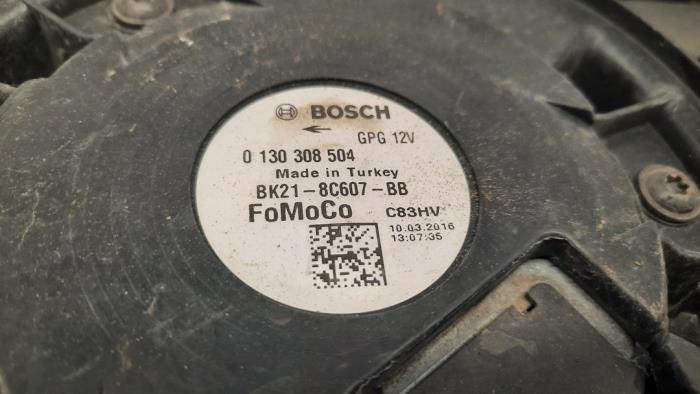 BOSCH
GPG 12V
0 130 308 504
Made in Turkey
BK21-8C607-BB
FoMoCo C83HV
10.03.2016
13:07:35